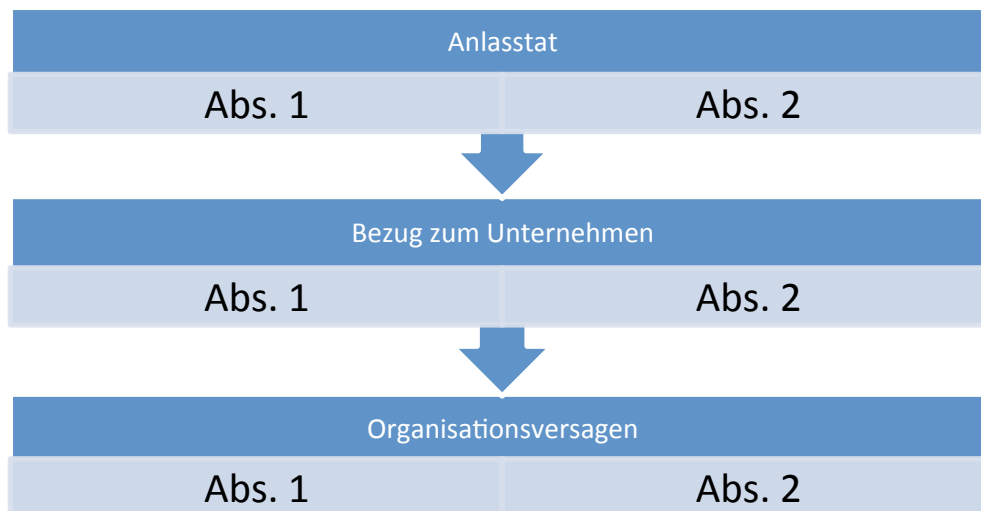 Anlasstat
Abs. 1 Abs. 2
Bezug zum Unternehmen
Abs. 1 Abs. 2
Organisationsversagen
Abs. 1 Abs. 2